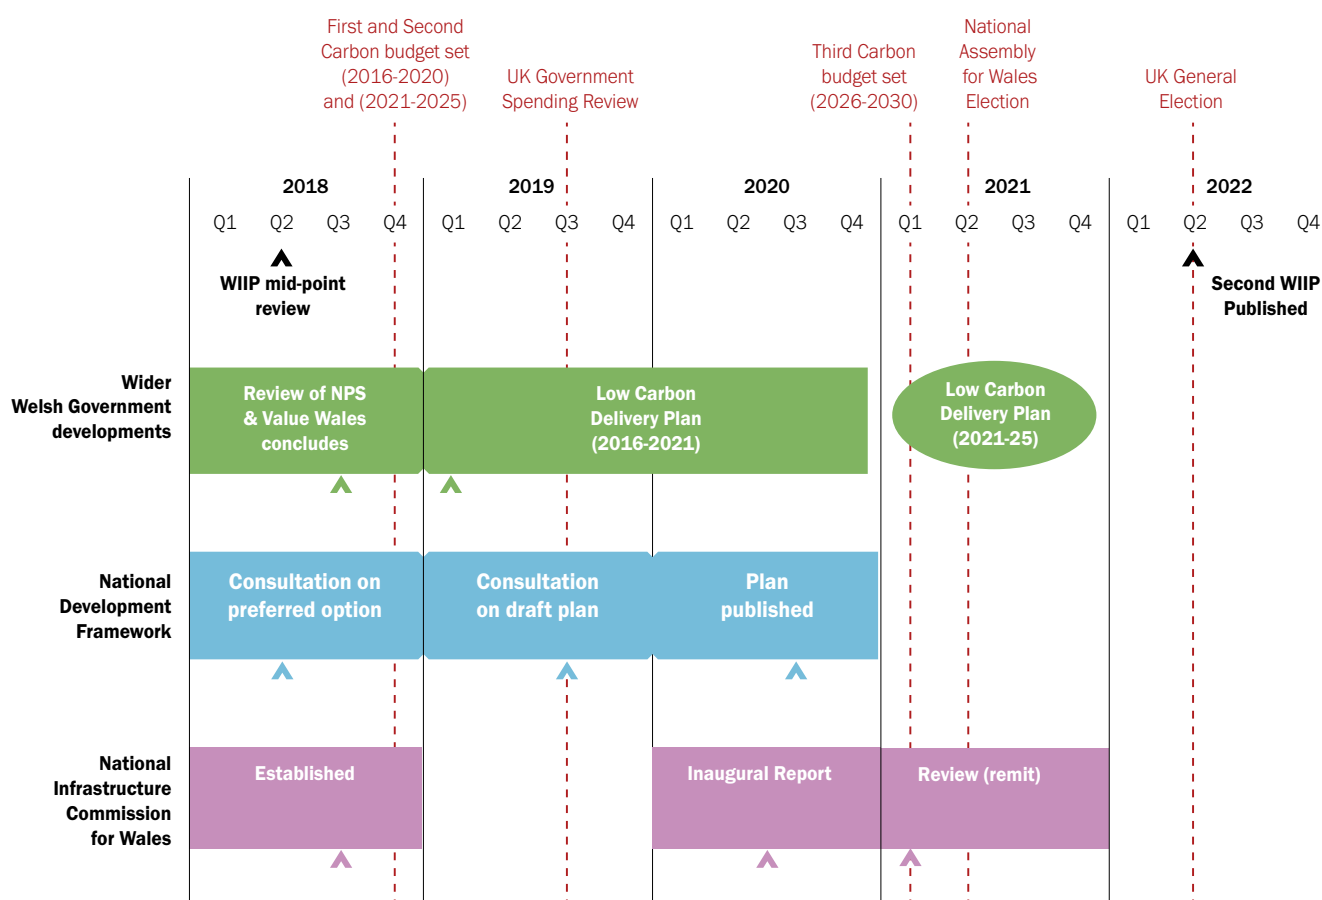 First and Second
Carbon budget set
(2016-2020)
and (2021-2025)
UK Government
Spending Review
Third Carbon
budget set
(2026-2030)
National
Assembly
for Wales
Election
UK General
Election
2018
2019
2020
2021
2022
Q1 Q2 Q3 Q4 Q1 Q2 Q3 Q4 Q1 Q2 Q3 Q4 Q1 Q2 Q3 Q4 Q1 Q2 Q3 Q4
WIIP mid-point
review
Second WIIP
Published
Wider
Welsh Government
developments
Review of NPS
& Value Wales
concludes
Low Carbon
Delivery Plan
(2016-2021)
Low Carbon
Delivery Plan
(2021-25)
National
Development
Framework
Consultation on
preferred option
Consultation
on draft plan
Plan
published
National
Infrastructure
Commission
for Wales
Established
Inaugural Report
Review (remit)